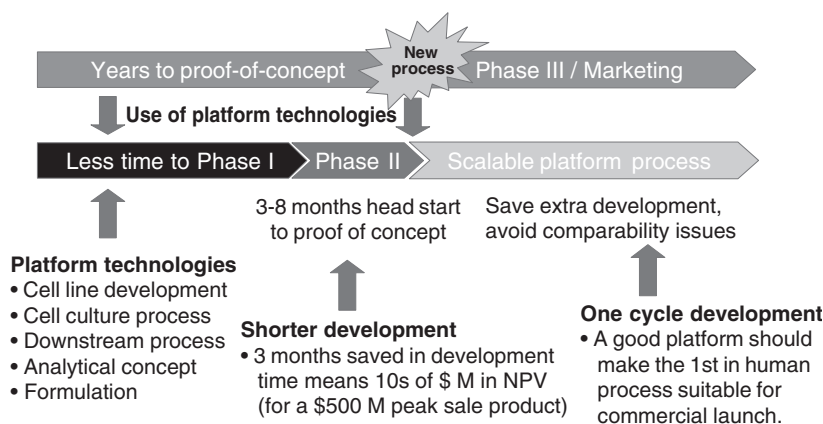 Years to proof-of-concept
New
process
Phase III / Marketing
Use of platform technologies
Less time to Phase I
Phase II
Scalable platform process
3-8 months head start
to proof of concept
Save extra development,
avoid comparability issues
Platform technologies
• Cell line development
• Cell culture process
• Downstream process
• Analytical concept
• Formulation
Shorter development
• 3 months saved in development
time means 10s of $ M in NPV
(for a $500 M peak sale product)
One cycle development
• A good platform should
make the 1st in human
process suitable for
commercial launch.